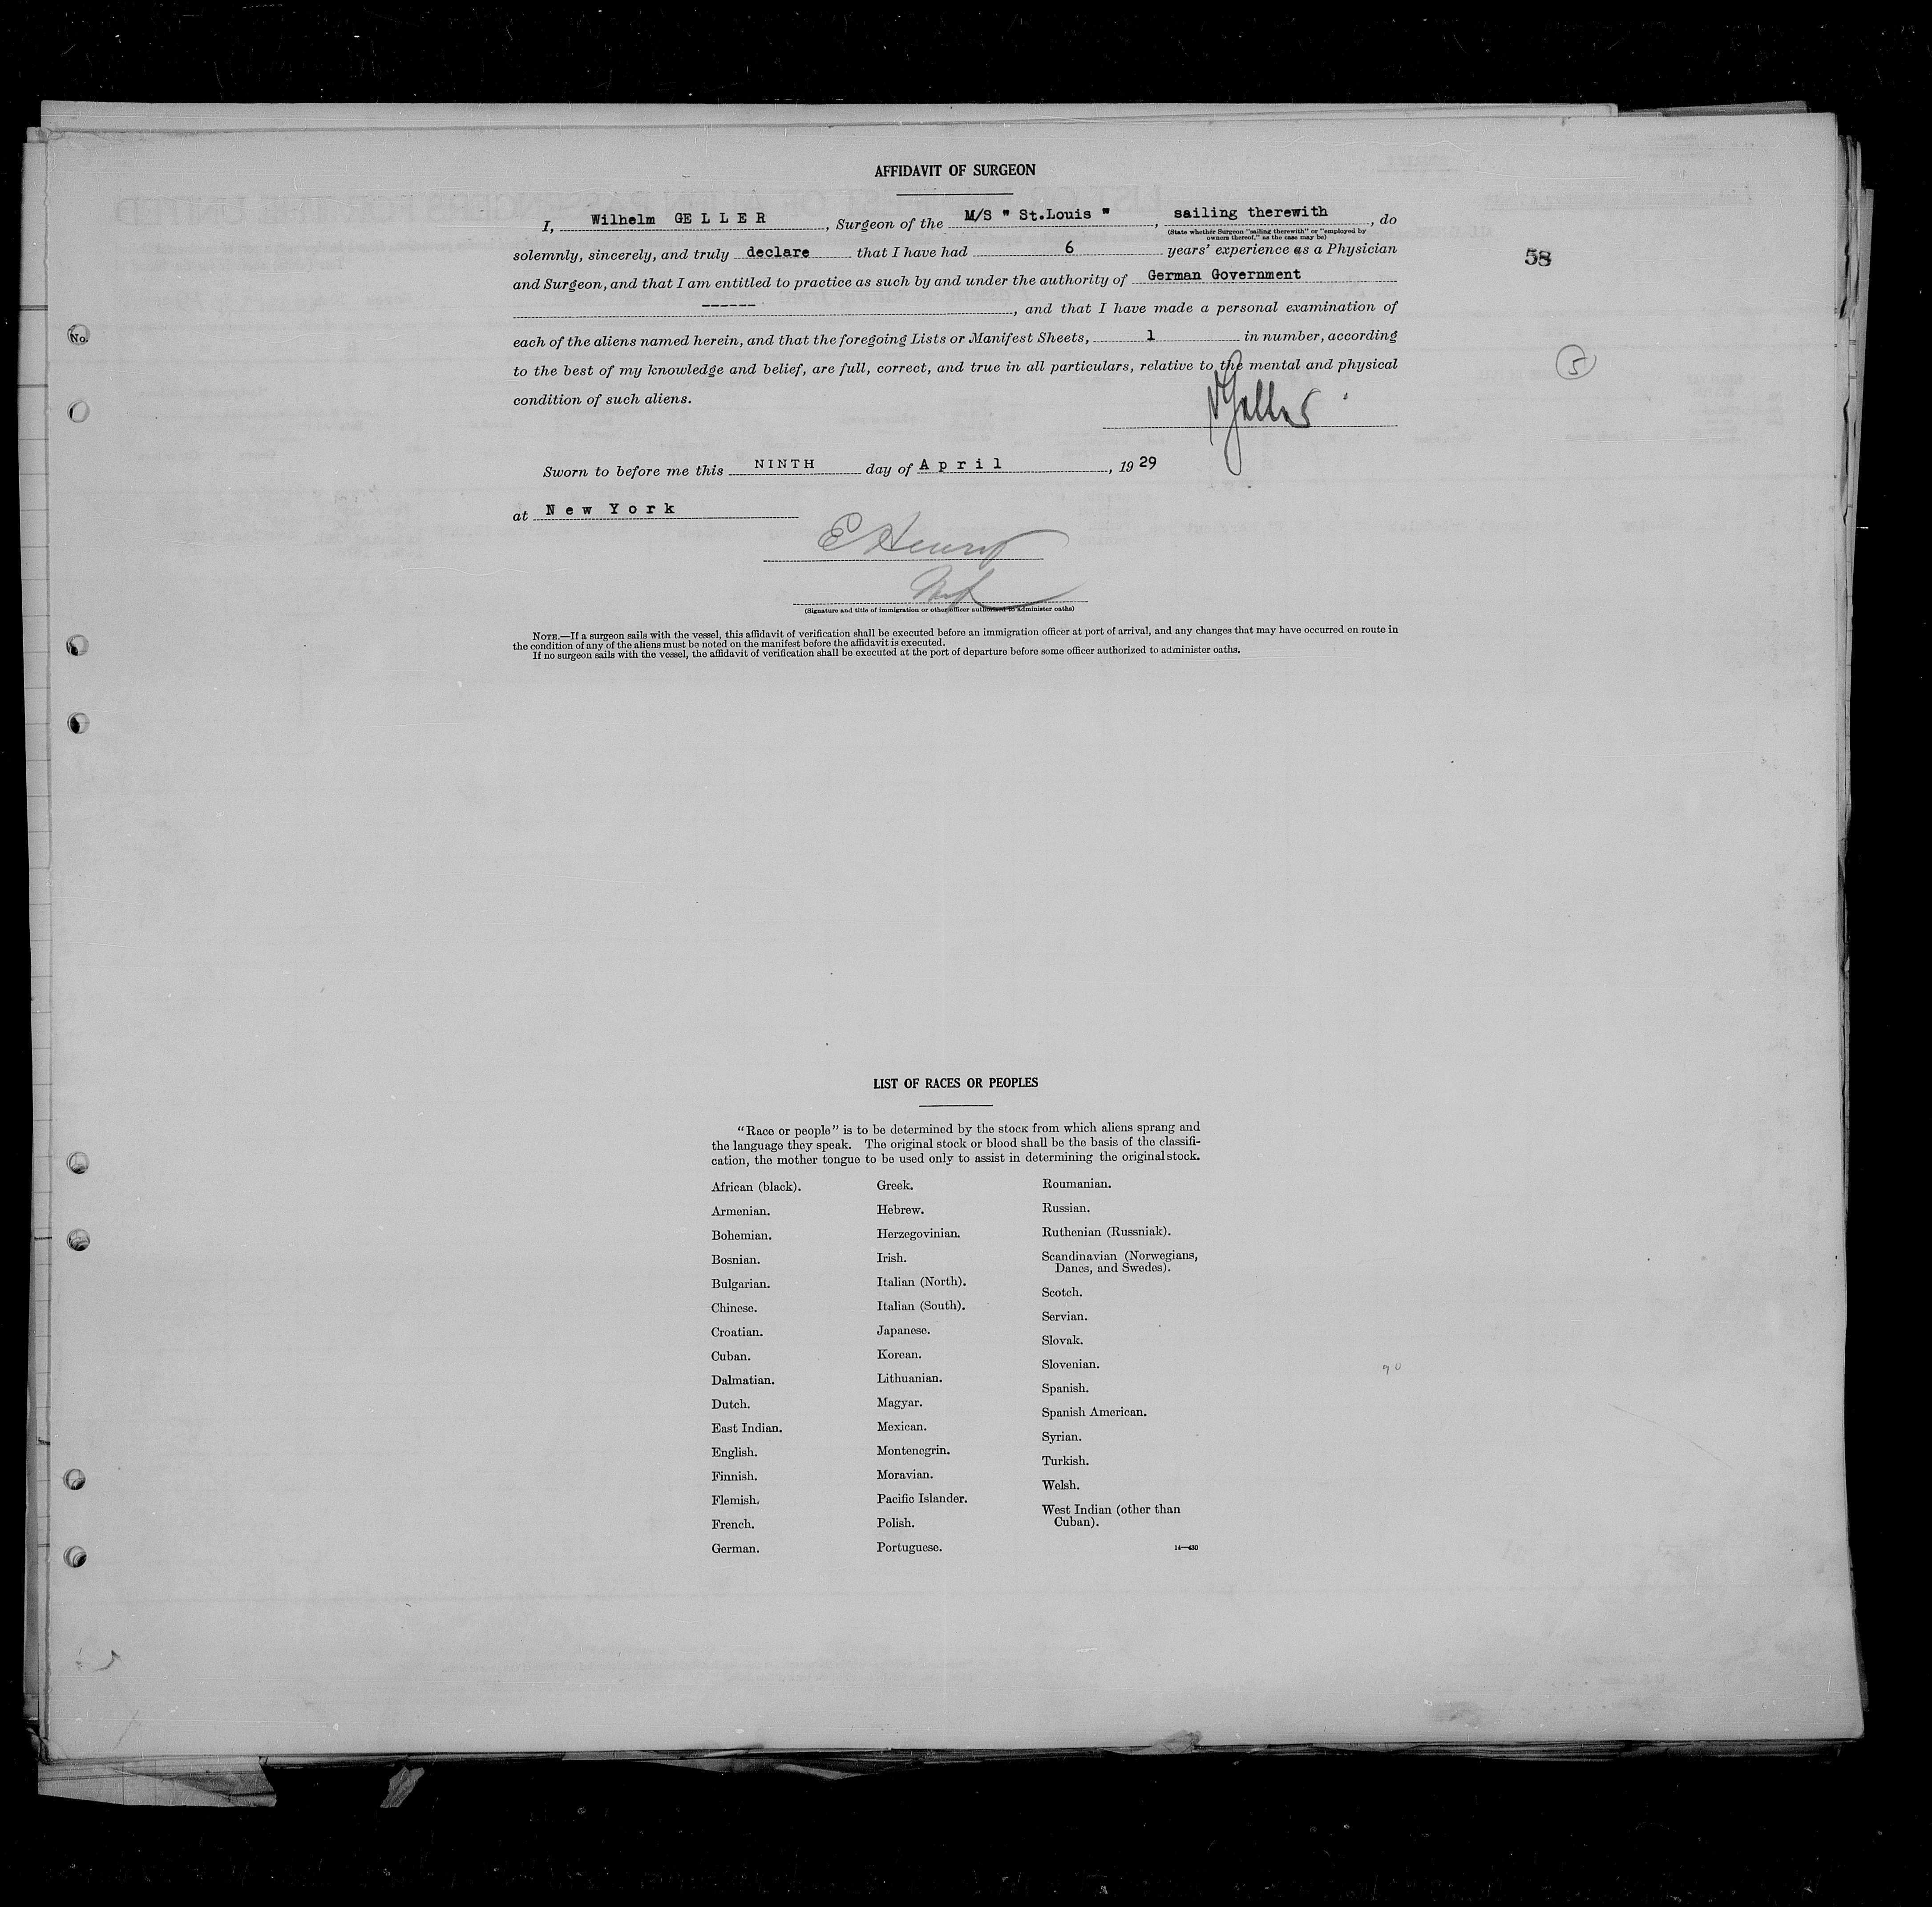 AFFIDAVIT OF SURGEON
I, Wilhelm GELLER, Surgeon of the M/S " St.Louis ", sailing therewith, do
(State whether Surgeon "sailing therewith" or "employed by
owners thereof," as the case may be)
solemnly, sincerely, and truly declare that I have had 6 years' experience as a Physician
58
and Surgeon, and that I am entitled to practice as such by and under the authority of German Government
------, and that I have made a personal examination of
No.
each of the aliens named herein, and that the foregoing Lists or Manifest Sheets, 1 in number, according
to the best of my knowledge and belief, are full, correct, and true in all particulars, relative to the mental and physical
5
condition of such aliens.
WGeller
Sworn to before me this NINTH day of April, 1929
at New York
E Henry
(Signature and title of immigration or other officer authorized to administer oaths)
NOTE.—If a surgeon sails with the vessel, this affidavit of verification shall be executed before an immigration officer at port of arrival, and any changes that may have occurred en route in
the condition of any of the aliens must be noted on the manifest before the affidavit is executed.
If no surgeon sails with the vessel, the affidavit of verification shall be executed at the port of departure before some officer authorized to administer oaths.
LIST OF RACES OR PEOPLES
"Race or people" is to be determined by the stock from which aliens sprang and
the language they speak. The original stock or blood shall be the basis of the classifi-
cation, the mother tongue to be used only to assist in determining the original stock.
African (black).
Armenian.
Bohemian.
Bosnian.
Bulgarian.
Chinese.
Croatian.
Cuban.
Dalmatian.
Dutch.
East Indian.
English.
Finnish.
Flemish.
French.
German.
Greek.
Hebrew.
Herzegovinian.
Irish.
Italian (North).
Italian (South).
Japanese.
Korean.
Lithuanian.
Magyar.
Mexican.
Montenegrin.
Moravian.
Pacific Islander.
Polish.
Portuguese.
Roumanian.
Russian.
Ruthenian (Russniak).
Scandinavian (Norwegians,
Danes, and Swedes).
Scotch.
Servian.
Slovak.
Slovenian.
Spanish.
Spanish American.
Syrian.
Turkish.
Welsh.
West Indian (other than
Cuban).
14—430
90